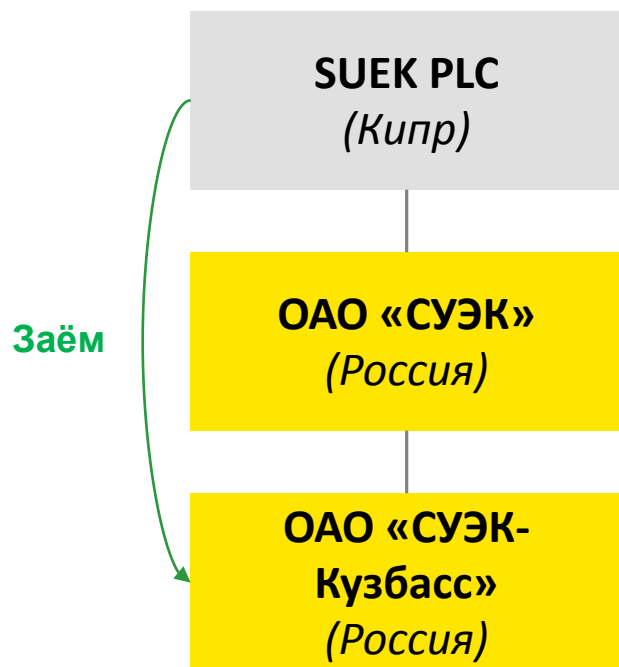 SUEK PLC
(Кипр)
ОАО «СУЭК»
(Россия)
Заём
ОАО «СУЭК-
Кузбасс»
(Россия)